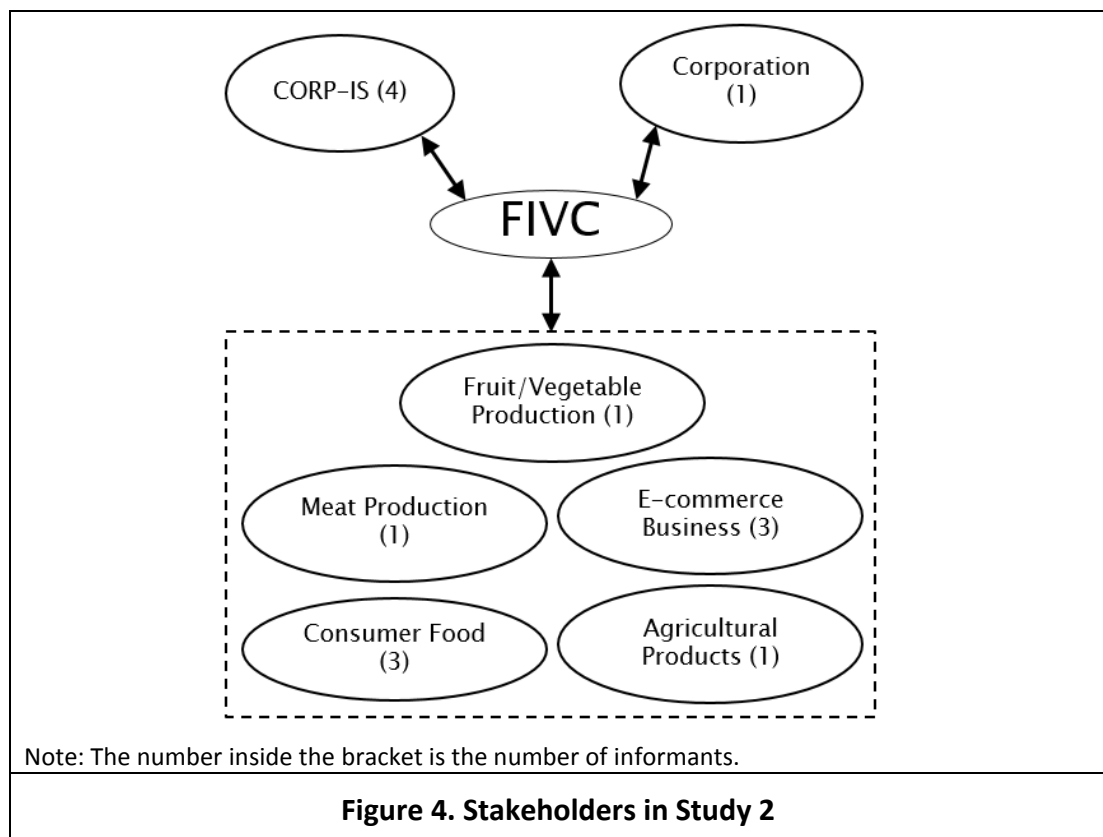 CORP-IS (4)
Corporation
(1)
FIVC
Fruit/Vegetable
Production (1)
Meat Production
(1)
E-commerce
Business (3)
Consumer Food
(3)
Agricultural
Products (1)
Note: The number inside the bracket is the number of informants.
Figure 4. Stakeholders in Study 2